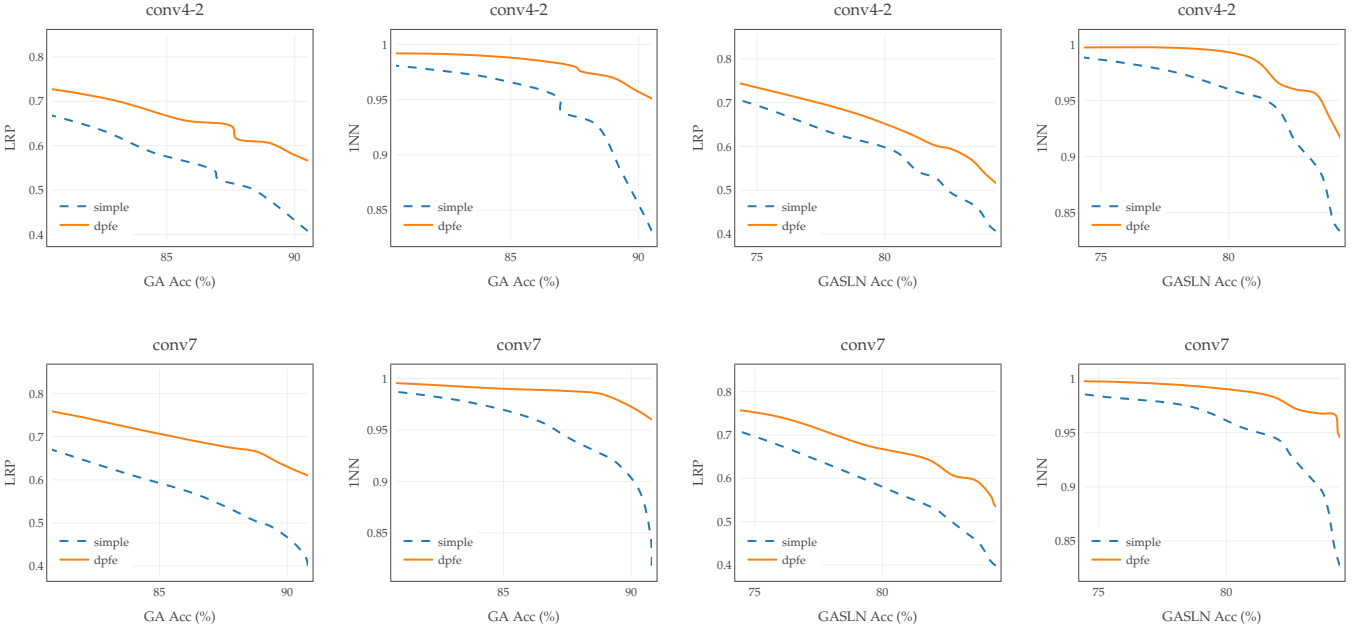 conv4-2
LRP
0.8
0.7
0.6
0.5
0.4
simple
dpfe
85
90
GA Acc (%)
conv4-2
1NN
1
0.95
0.9
0.85
simple
dpfe
85
90
GA Acc (%)
conv4-2
LRP
0.8
0.7
0.6
0.5
0.4
simple
dpfe
75
80
GASLN Acc (%)
conv4-2
1NN
1
0.95
0.9
0.85
simple
dpfe
75
80
GASLN Acc (%)
conv7
LRP
0.8
0.7
0.6
0.5
0.4
simple
dpfe
85
90
GA Acc (%)
conv7
1NN
1
0.95
0.9
0.85
simple
dpfe
85
90
GA Acc (%)
conv7
LRP
0.8
0.7
0.6
0.5
0.4
simple
dpfe
75
80
GASLN Acc (%)
conv7
1NN
1
0.95
0.9
0.85
simple
dpfe
75
80
GASLN Acc (%)